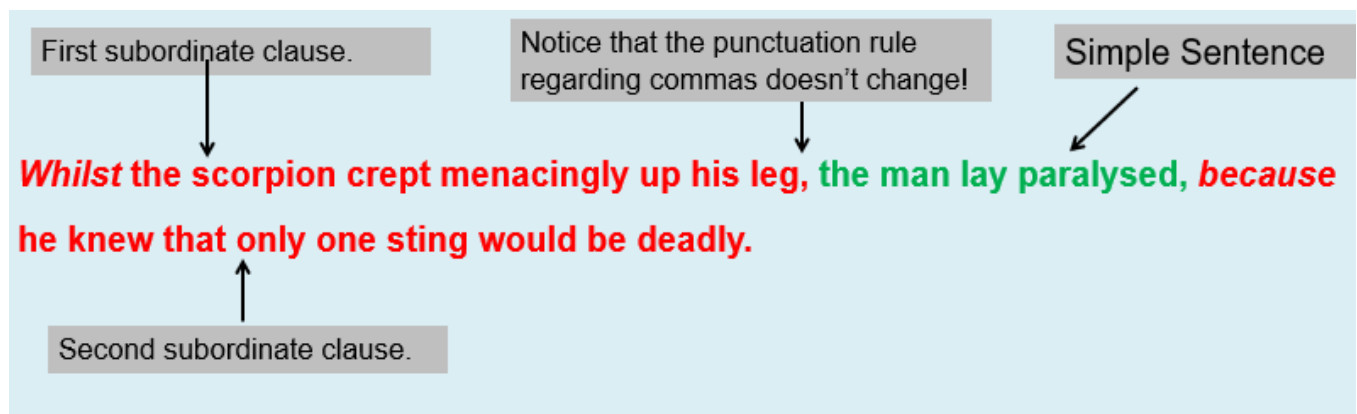 First subordinate clause.
Notice that the punctuation rule
regarding commas doesn’t change!
Simple Sentence
Whilst the scorpion crept menacingly up his leg, the man lay paralysed, because
he knew that only one sting would be deadly.
Second subordinate clause.